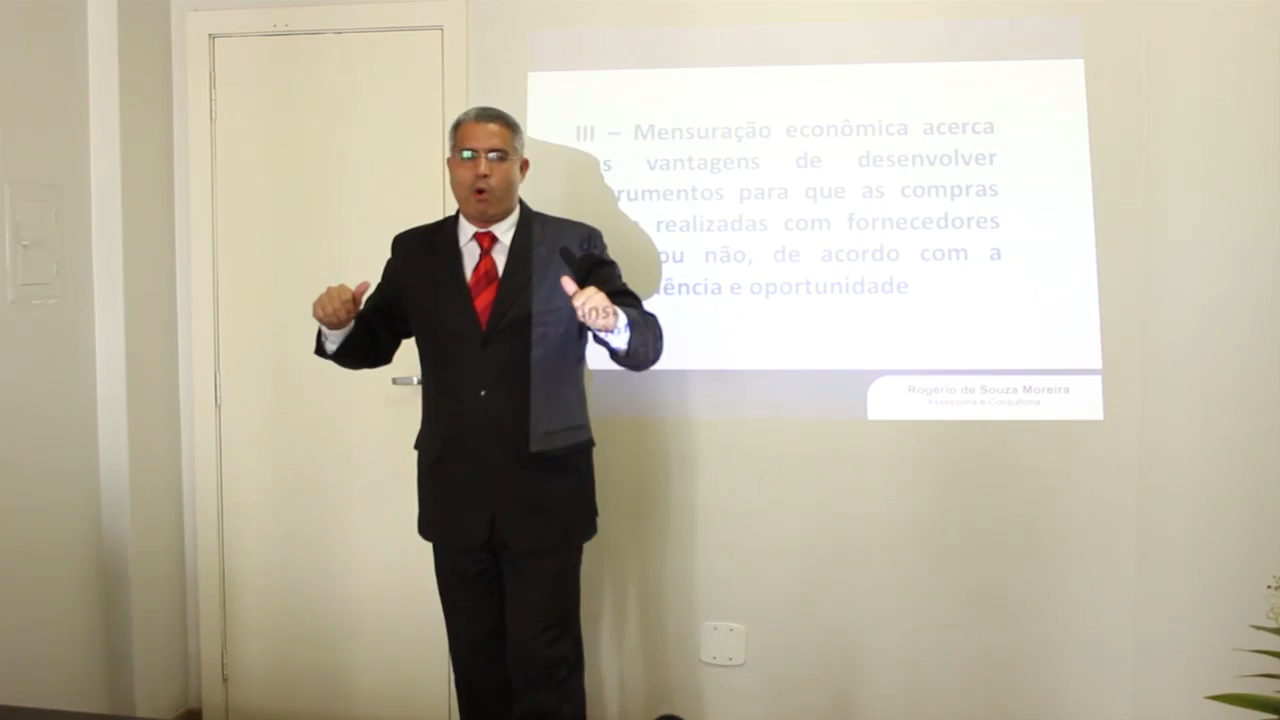 III – Mensuração econômica acerca
s vantagens de desenvolver
rumentos para que as compras
realizadas com fornecedores
ou não, de acordo com a
ência e oportunidade
Rogério de Souza Moreira
Assessoria e Consultoria